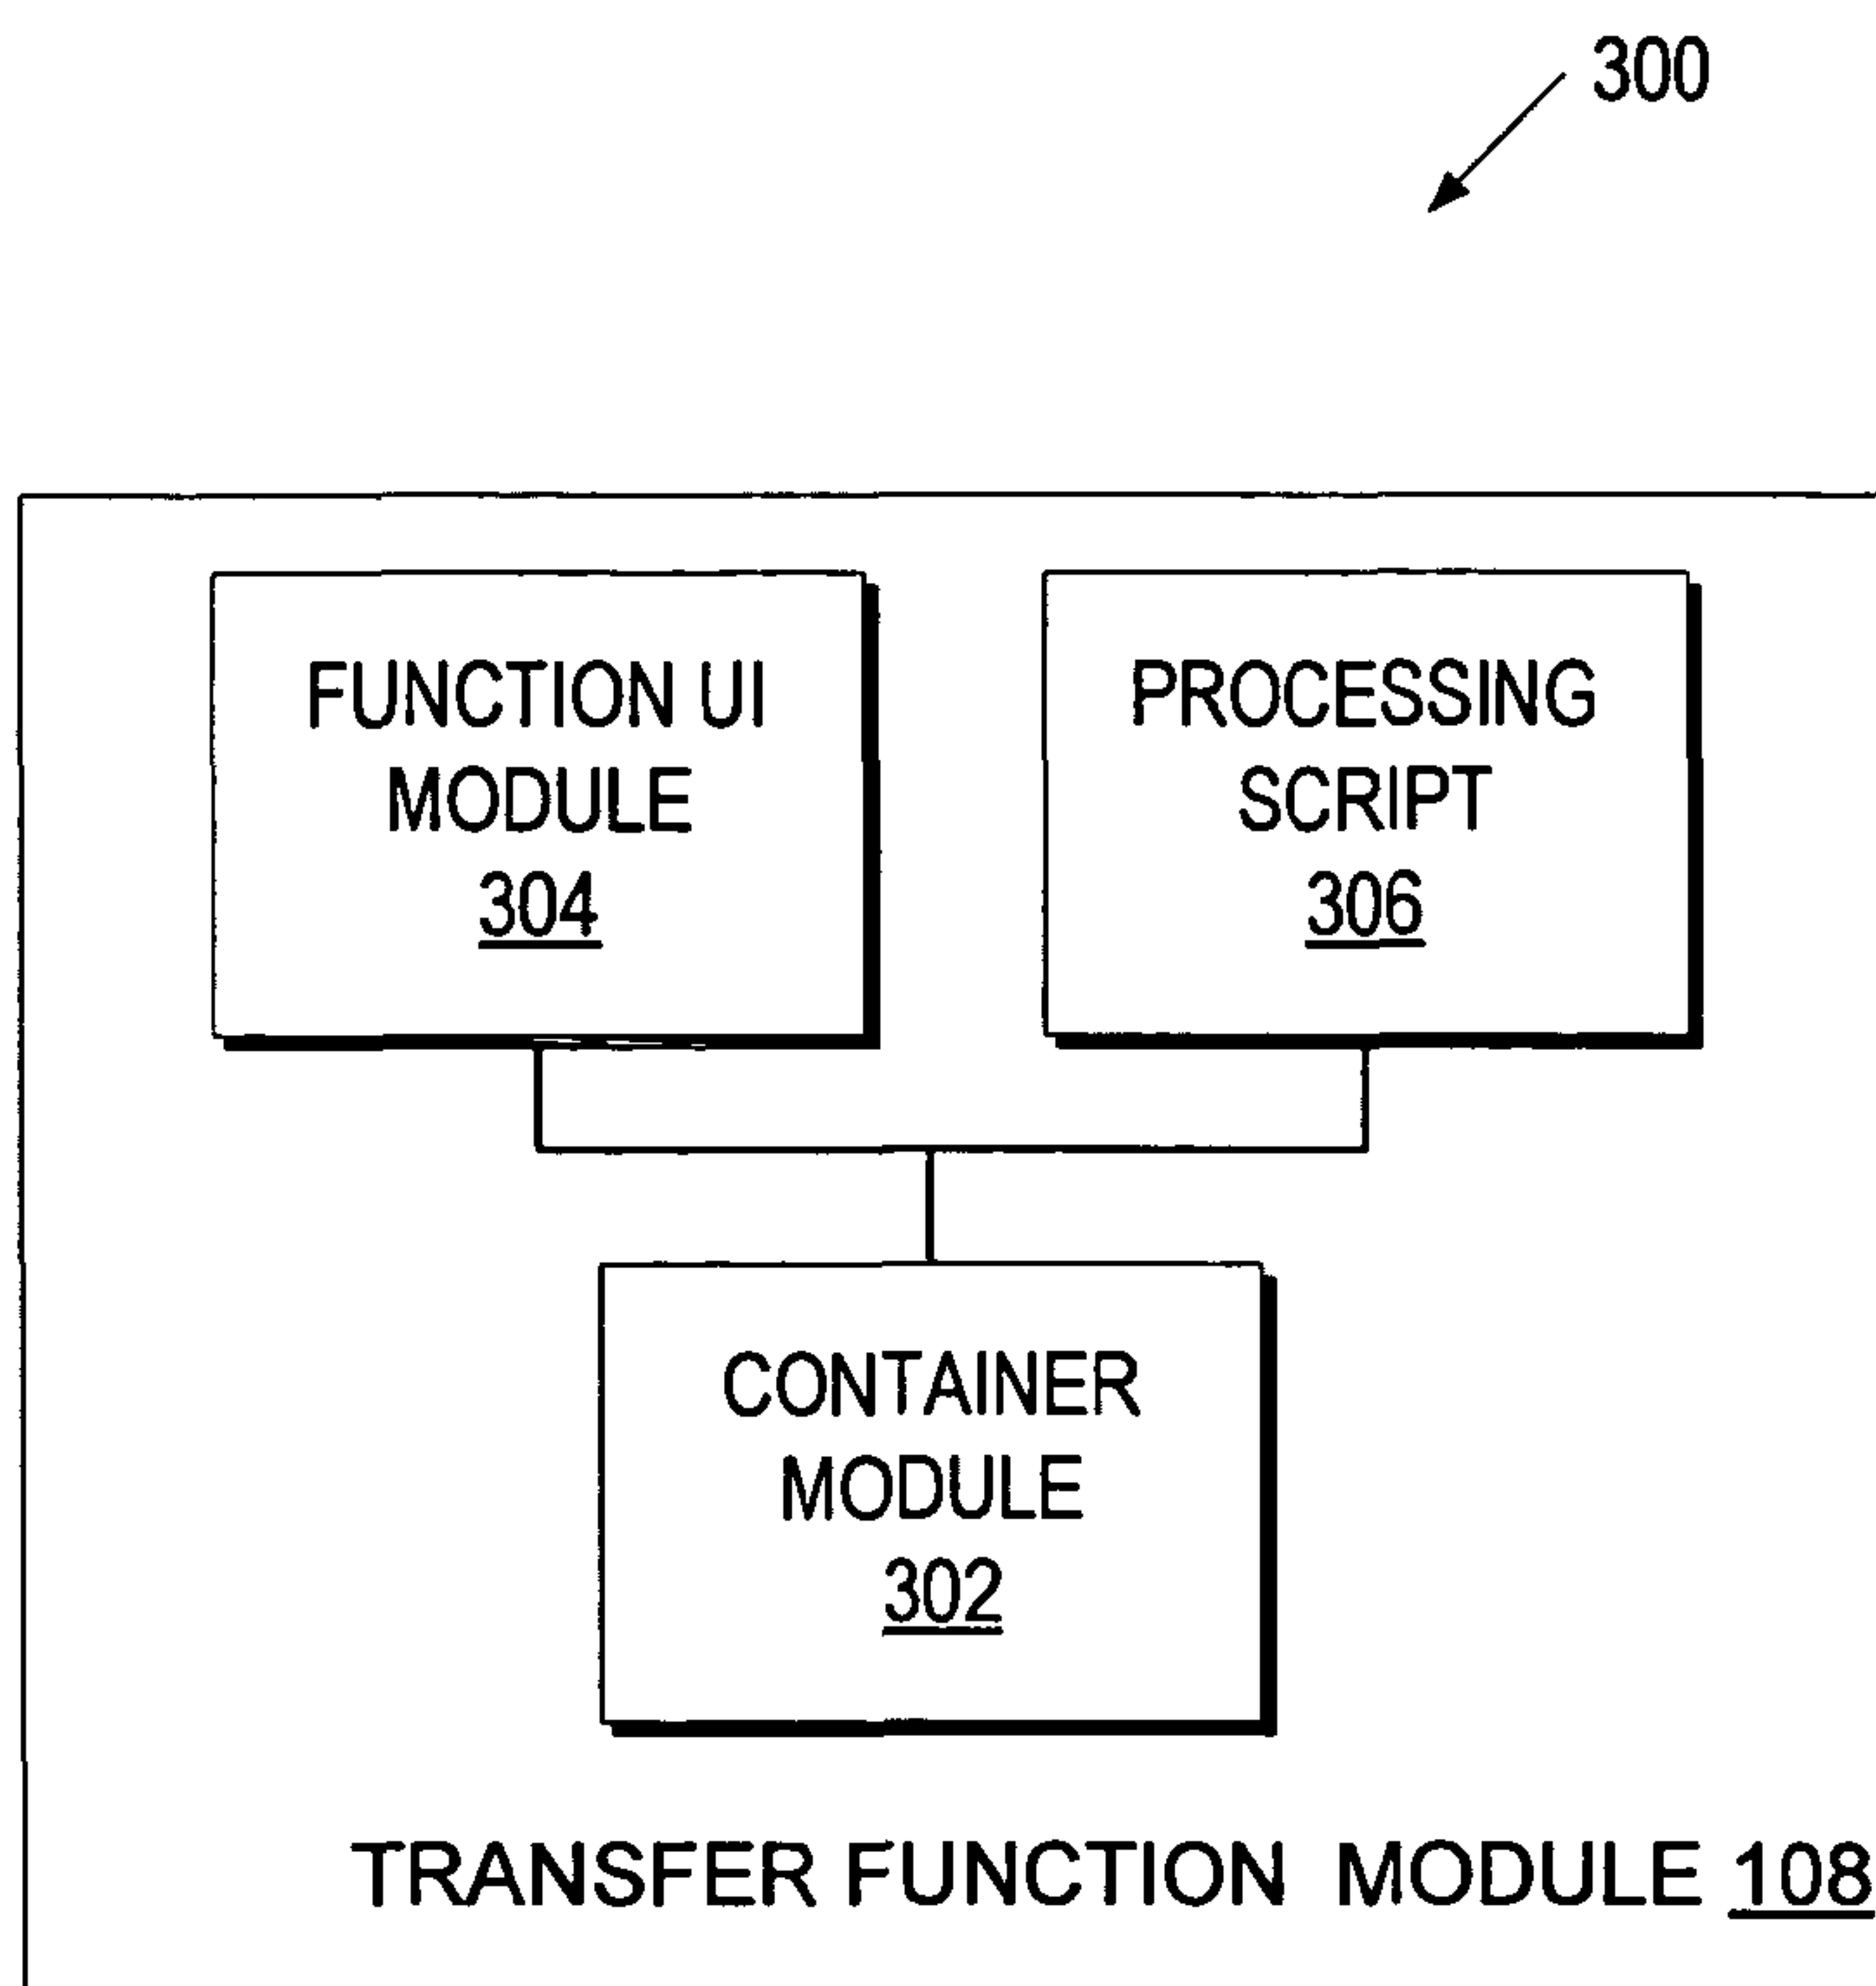 300
FUNCTION UI
MODULE
304
PROCESSING
SCRIPT
306
CONTAINER
MODULE
302
TRANSFER FUNCTION MODULE 108